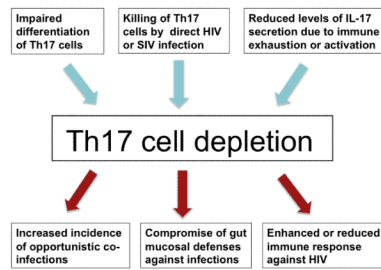 Impaired
differentiation
of Th17 cells
Killing of Th17
cells by direct HIV
or SIV infection
Reduced levels of IL-17
secretion due to immune
exhaustion or activation
Th17 cell depletion
Increased incidence
of opportunistic co-
infections
Compromise of gut
mucosal defenses
against infections
Enhanced or reduced
immune response
against HIV